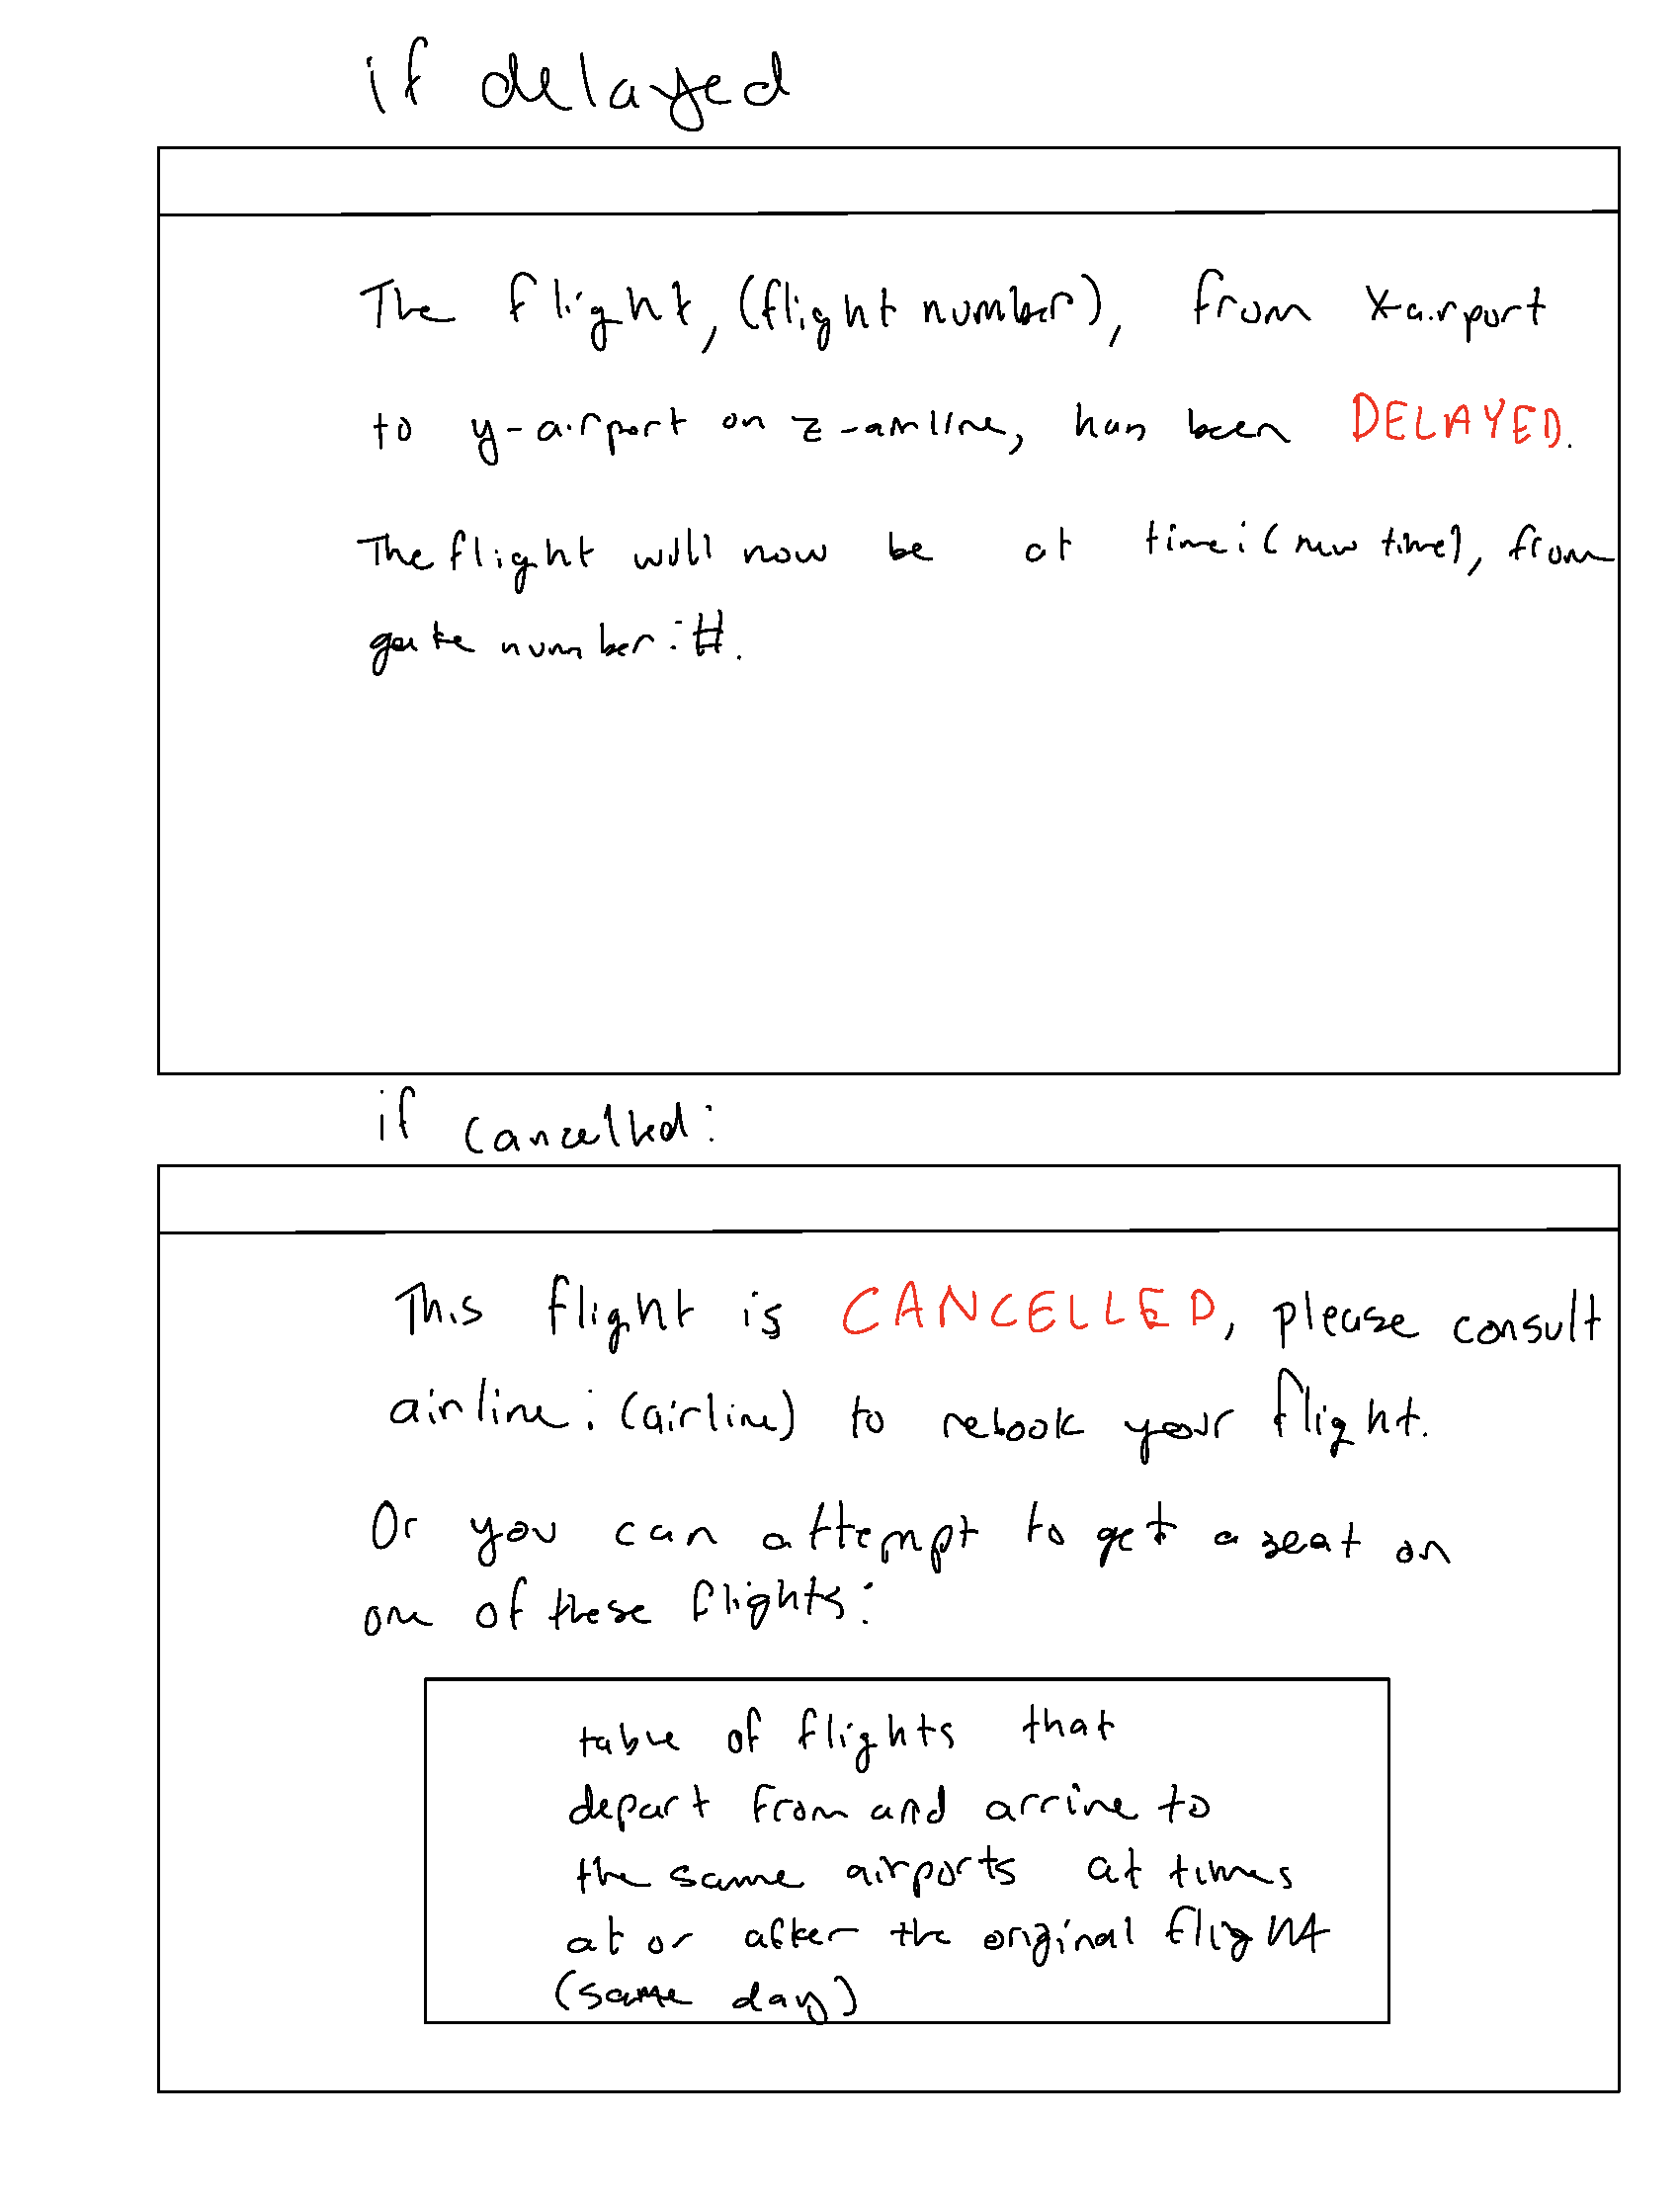 if delayed
The flight, (flight number), from x-airport
to y-airport on z-airline, has been DELAYED.
The flight will now be at time: (new time), from
gate number: #.
if cancelled:
This flight is CANCELLED, please consult
airline: (airline) to rebook your flight.
Or you can attempt to get a seat on
one of these flights:
table of flights that
depart from and arrive to
the same airports at times
at or after the original flight
(same day)